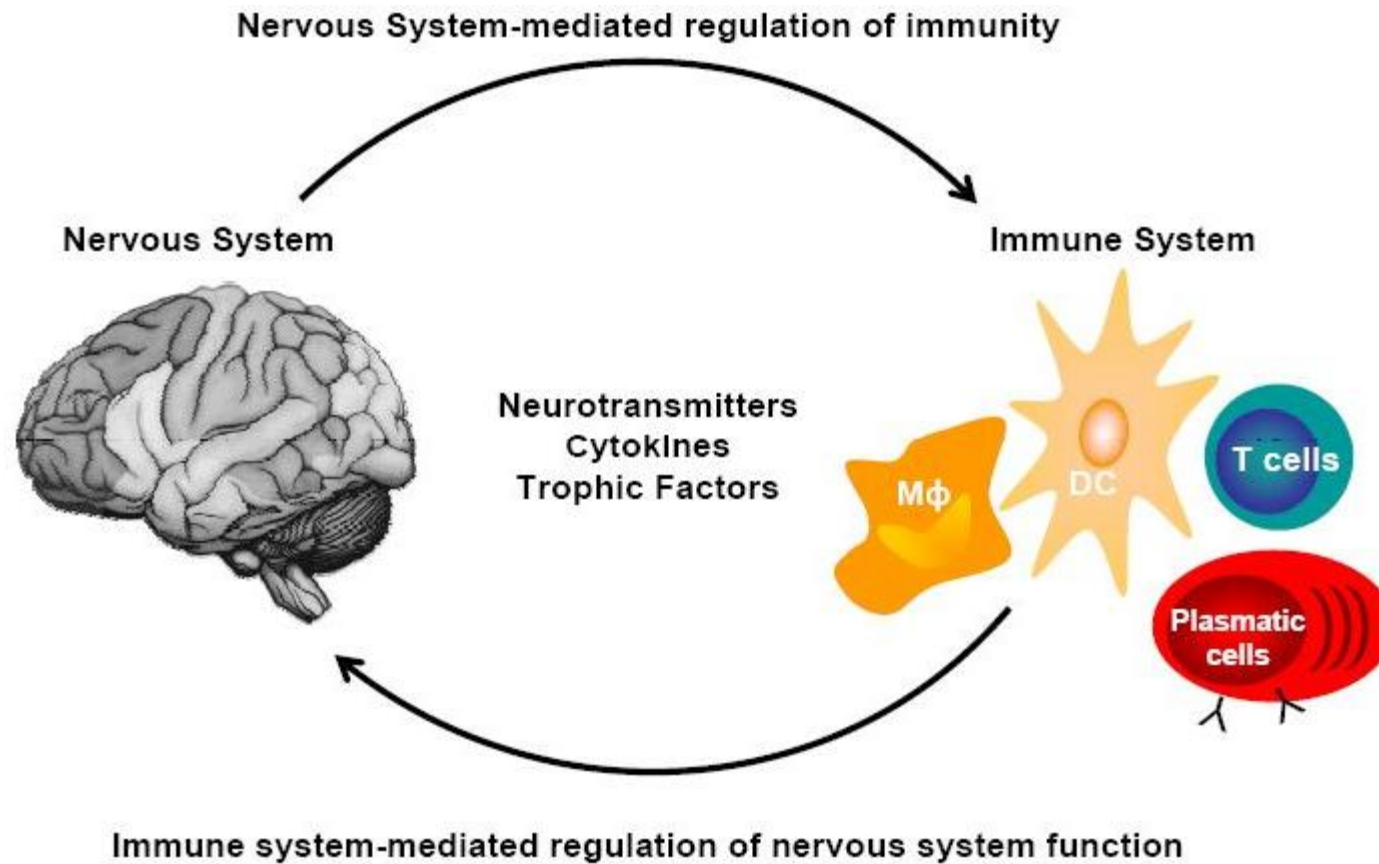 Nervous System-mediated regulation of immunity
Nervous System
Immune System
Neurotransmitters
CytokInes
Trophic Factors
Mϕ
DC
T cells
Plasmatic
cells
Immune system-mediated regulation of nervous system function